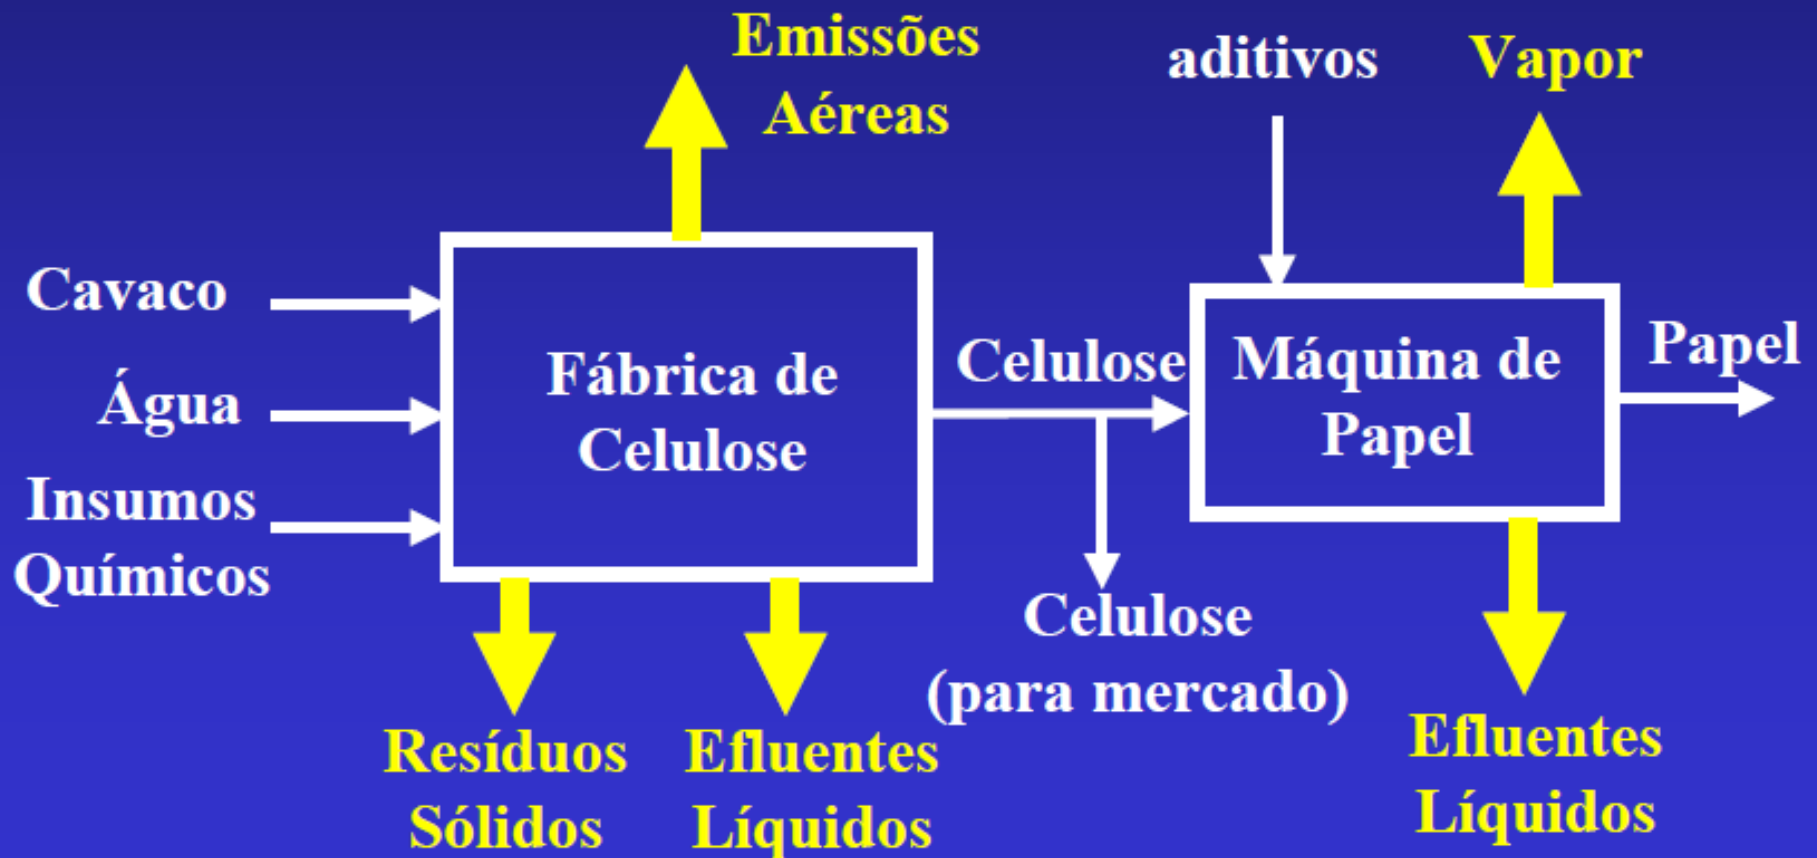 Emissões
Aéreas
aditivos
Vapor
Cavaco
Água
Insumos
Químicos
Fábrica de
Celulose
Celulose
Máquina de
Papel
Papel
Celulose
(para mercado)
Resíduos
Sólidos
Efluentes
Líquidos
Efluentes
Líquidos